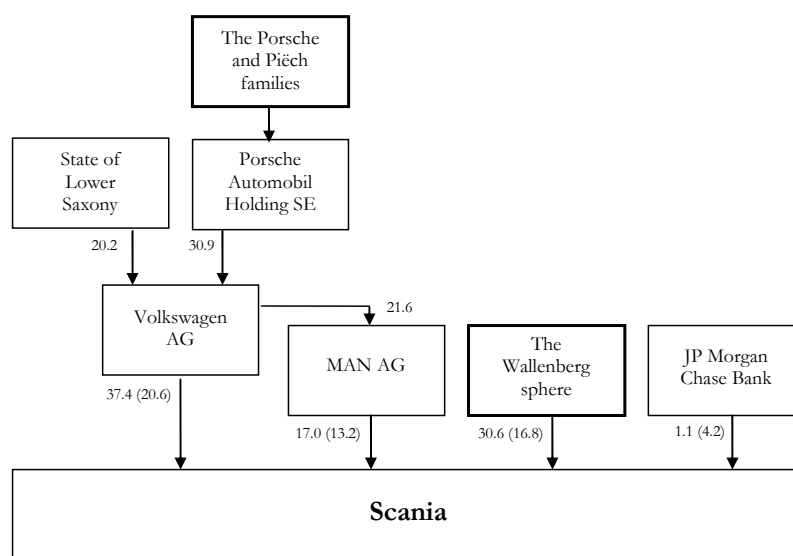 The Porsche
and Piëch
families
State of
Lower
Saxony
Porsche
Automobil
Holding SE
20.2
30.9
Volkswagen
AG
21.6
MAN AG
The
Wallenberg
sphere
JP Morgan
Chase Bank
37.4 (20.6)
17.0 (13.2)
30.6 (16.8)
1.1 (4.2)
Scania